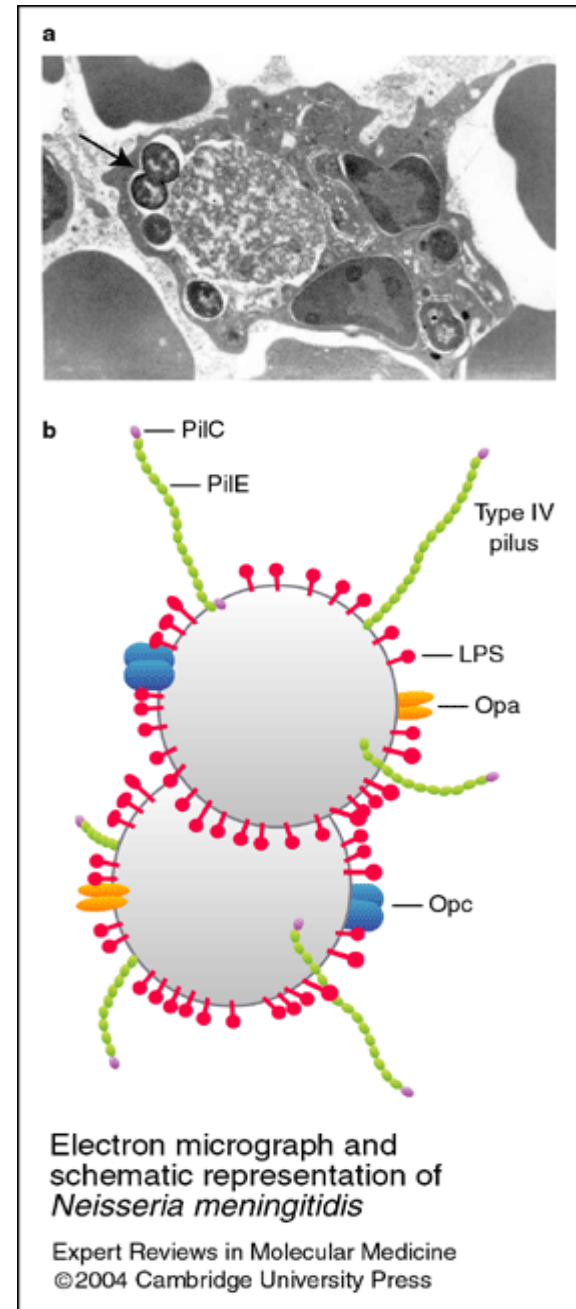 a
b
PilC
PilE
Type IV
pilus
LPS
Opa
Opc
Electron micrograph and
schematic representation of
Neisseria meningitidis
Expert Reviews in Molecular Medicine
©2004 Cambridge University Press